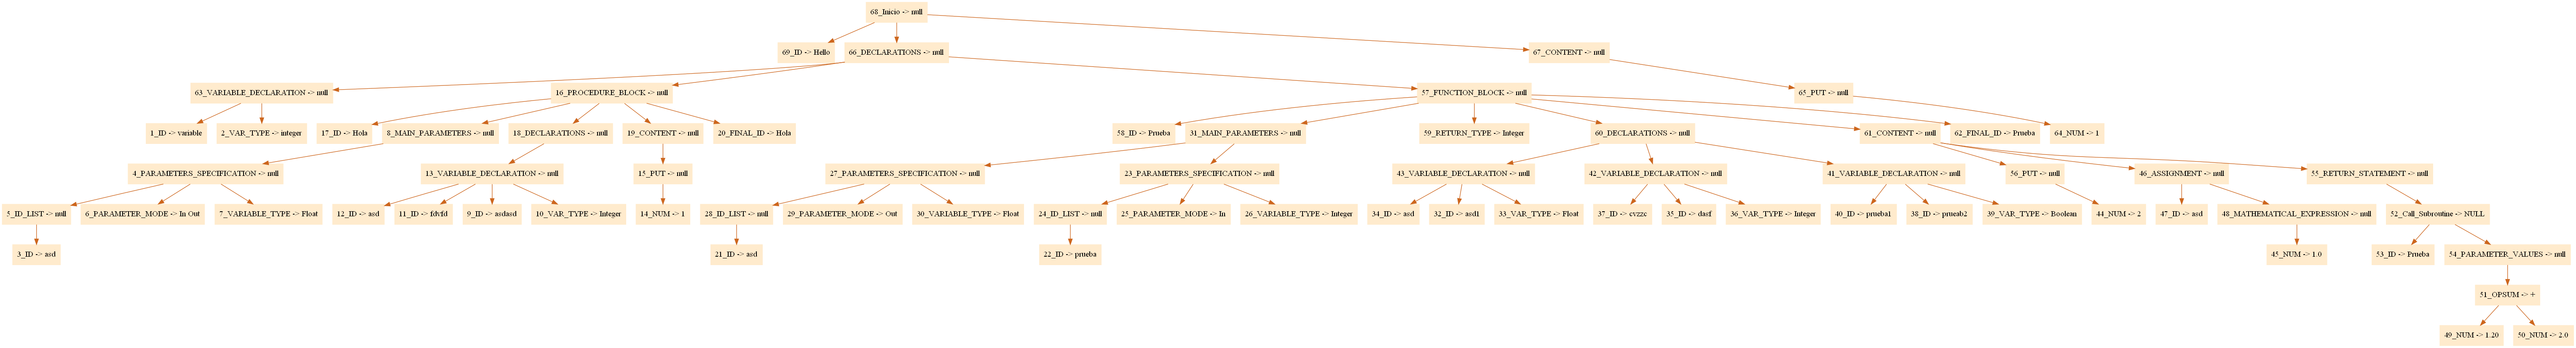 68_Inicio -> null
69_ID -> Hello
66_DECLARATIONS -> null
67_CONTENT -> null
63_VARIABLE_DECLARATION -> null
16_PROCEDURE_BLOCK -> null
57_FUNCTION_BLOCK -> null
65_PUT -> null
1_ID -> variable
2_VAR_TYPE -> integer
17_ID -> Hola
8_MAIN_PARAMETERS -> null
18_DECLARATIONS -> null
19_CONTENT -> null
20_FINAL_ID -> Hola
58_ID -> Prueba
31_MAIN_PARAMETERS -> null
59_RETURN_TYPE -> Integer
60_DECLARATIONS -> null
61_CONTENT -> null
62_FINAL_ID -> Prueba
64_NUM -> 1
4_PARAMETERS_SPECIFICATION -> null
13_VARIABLE_DECLARATION -> null
15_PUT -> null
27_PARAMETERS_SPECIFICATION -> null
23_PARAMETERS_SPECIFICATION -> null
43_VARIABLE_DECLARATION -> null
42_VARIABLE_DECLARATION -> null
41_VARIABLE_DECLARATION -> null
56_PUT -> null
46_ASSIGNMENT -> null
55_RETURN_STATEMENT -> null
5_ID_LIST -> null
6_PARAMETER_MODE -> In Out
7_VARIABLE_TYPE -> Float
12_ID -> asd
11_ID -> fdvfd
9_ID -> asdasd
10_VAR_TYPE -> Integer
14_NUM -> 1
28_ID_LIST -> null
29_PARAMETER_MODE -> Out
30_VARIABLE_TYPE -> Float
24_ID_LIST -> null
25_PARAMETER_MODE -> In
26_VARIABLE_TYPE -> Integer
34_ID -> asd
32_ID -> asd1
33_VAR_TYPE -> Float
37_ID -> cvzzc
35_ID -> dasf
36_VAR_TYPE -> Integer
40_ID -> prueba1
38_ID -> prueab2
39_VAR_TYPE -> Boolean
44_NUM -> 2
47_ID -> asd
48_MATHEMATICAL_EXPRESSION -> null
52_Call_Subroutine -> NULL
3_ID -> asd
21_ID -> asd
22_ID -> prueba
45_NUM -> 1.0
53_ID -> Prueba
54_PARAMETER_VALUES -> null
51_OPSUM -> +
49_NUM -> 1.20
50_NUM -> 2.0